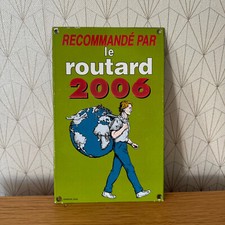 RECOMMANDÉ PAR
le
routard
2006